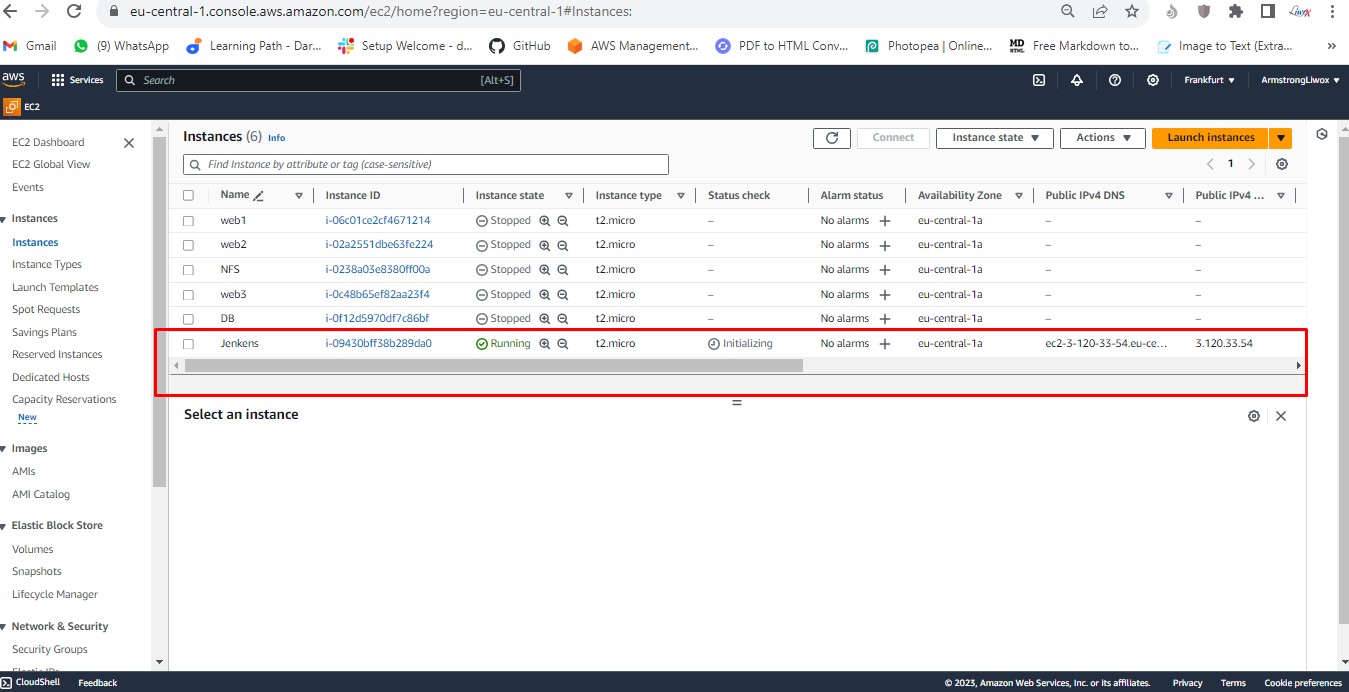 eu-central-1.console.aws.amazon.com/ec2/home?region=eu-central-1#Instances:
Gmail (9) WhatsApp Learning Path - Dar... Setup Welcome - d... GitHub AWS Management... PDF to HTML Conv... Photopea | Online... MD HTML Free Markdown to... Image to Text (Extra... »
aws Services Search [Alt+S] Frankfurt ArmstrongLiwox
EC2
EC2 Dashboard
EC2 Global View
Events
Instances
Instances
Instance Types
Launch Templates
Spot Requests
Savings Plans
Reserved Instances
Dedicated Hosts
Capacity Reservations
New
Images
AMIs
AMI Catalog
Elastic Block Store
Volumes
Snapshots
Lifecycle Manager
Network & Security
Security Groups
Instances (6) Info Connect Instance state Actions Launch instances
Find Instance by attribute or tag (case-sensitive) 1
Name Instance ID Instance state Instance type Status check Alarm status Availability Zone Public IPv4 DNS Public IPv4 ...
web1 i-06c01ce2cf4671214 Stopped t2.micro – No alarms + eu-central-1a – –
web2 i-02a2551dbe63fe224 Stopped t2.micro – No alarms + eu-central-1a – –
NFS i-0238a03e8380ff00a Stopped t2.micro – No alarms + eu-central-1a – –
web3 i-0c48b65ef82aa23f4 Stopped t2.micro – No alarms + eu-central-1a – –
DB i-0f12d5970df7c86bf Stopped t2.micro – No alarms + eu-central-1a – –
Jenkens i-09430bff38b289da0 Running t2.micro Initializing No alarms + eu-central-1a ec2-3-120-33-54.eu-ce... 3.120.33.54
Select an instance
CloudShell Feedback © 2023, Amazon Web Services, Inc. or its affiliates. Privacy Terms Cookie preferences